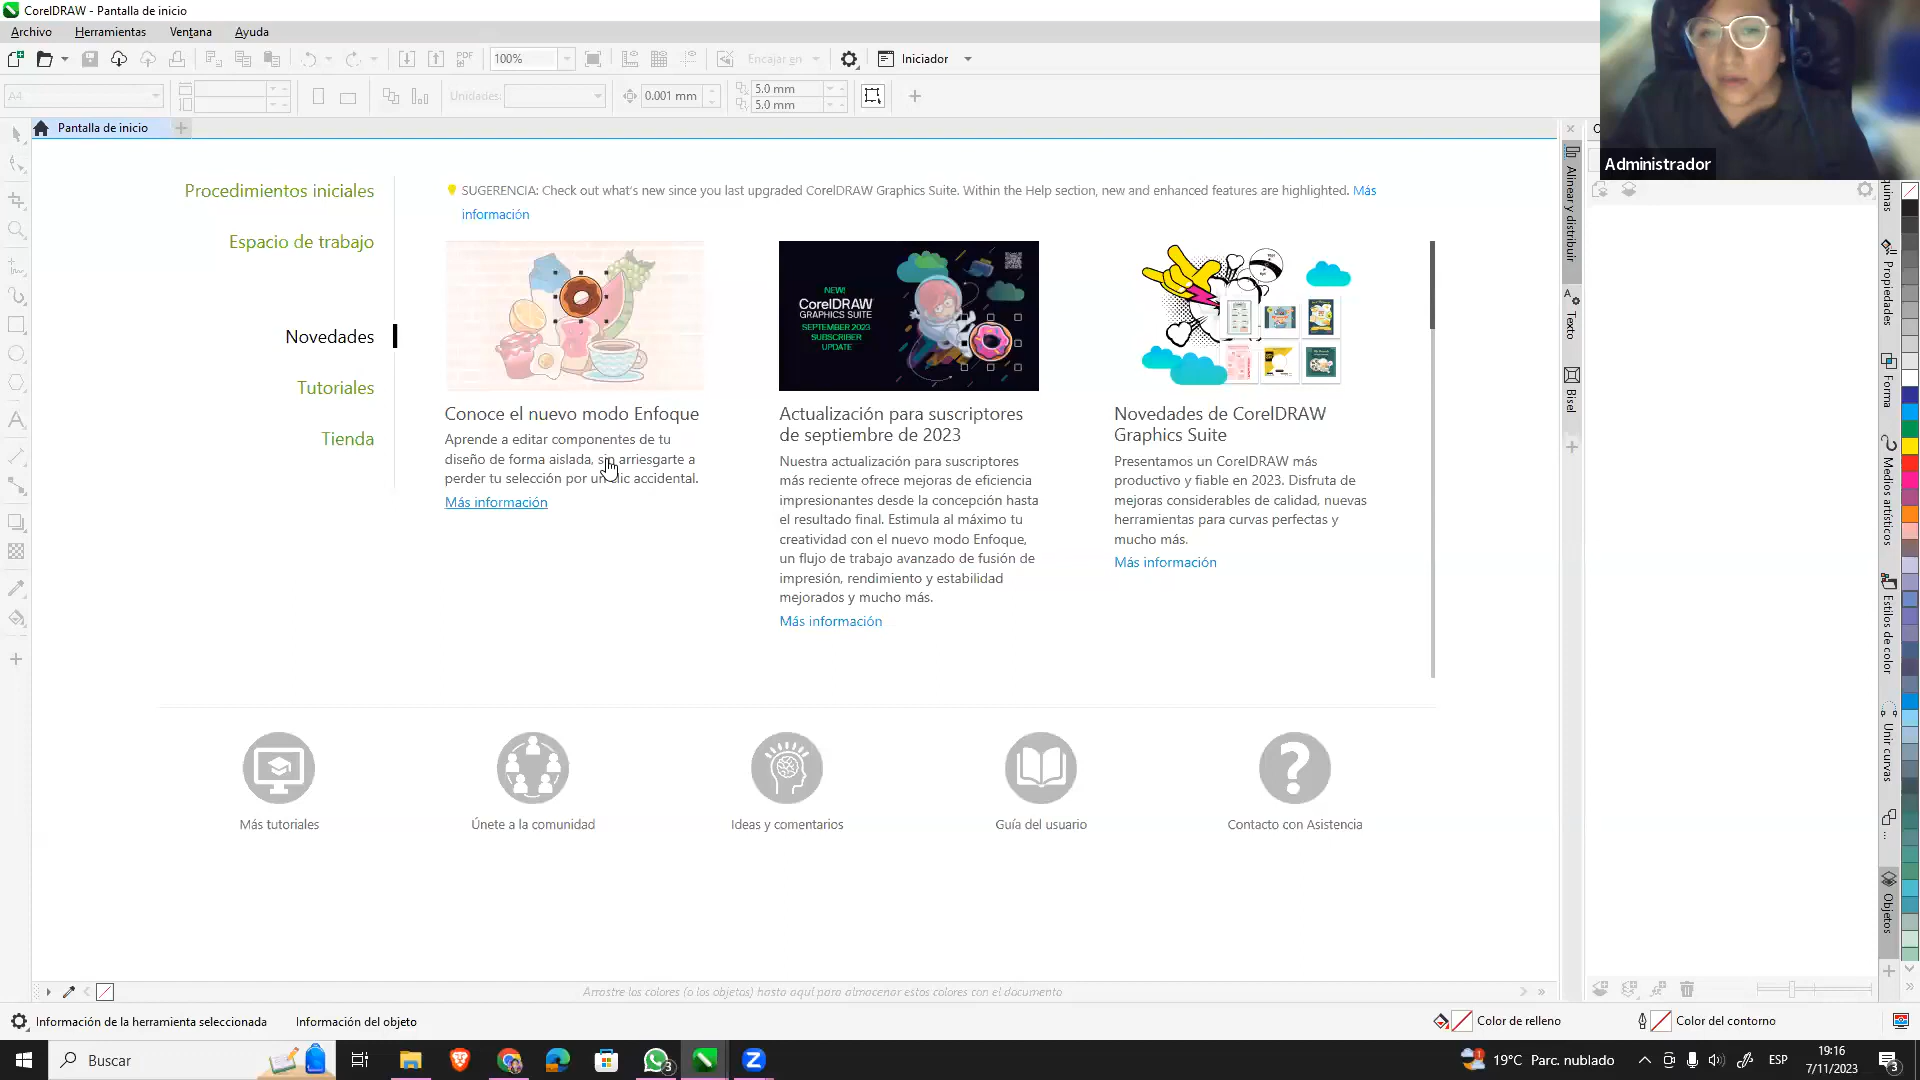 CorelDRAW - Pantalla de inicio
Archivo Herramientas Ventana Ayuda
100% Encajar en Iniciador
A4 Unidades: 0.001 mm 5.0 mm
5.0 mm
Pantalla de inicio
Administrador
Procedimientos iniciales
Espacio de trabajo
Novedades
Tutoriales
Tienda
SUGERENCIA: Check out what's new since you last upgraded CorelDRAW Graphics Suite. Within the Help section, new and enhanced features are highlighted. Más
información
NEW!
CorelDRAW
GRAPHICS SUITE
SEPTEMBER 2023
SUBSCRIBER
UPDATE
Conoce el nuevo modo Enfoque
Aprende a editar componentes de tu
diseño de forma aislada, sin arriesgarte a
perder tu selección por un clic accidental.
Más información
Actualización para suscriptores
de septiembre de 2023
Nuestra actualización para suscriptores
más reciente ofrece mejoras de eficiencia
impresionantes desde la concepción hasta
el resultado final. Estimula al máximo tu
creatividad con el nuevo modo Enfoque,
un flujo de trabajo avanzado de fusión de
impresión, rendimiento y estabilidad
mejorados y mucho más.
Más información
Novedades de CorelDRAW
Graphics Suite
Presentamos un CorelDRAW más
productivo y fiable en 2023. Disfruta de
mejoras considerables de calidad, nuevas
herramientas para curvas perfectas y
mucho más.
Más información
Más tutoriales
Únete a la comunidad
Ideas y comentarios
Guía del usuario
Contacto con Asistencia
Alinear y distribuir
Texto
Bisel
Propiedades
Forma
Medios artísticos
Estilos de color
Unir curvas
...
Objetos
Arrastre los colores (o los objetos) hasta aquí para almacenar estos colores con el documento
Información de la herramienta seleccionada Información del objeto Color de relleno Color del contorno
Buscar
3
19°C Parc. nublado
ESP
19:16
7/11/2023
3